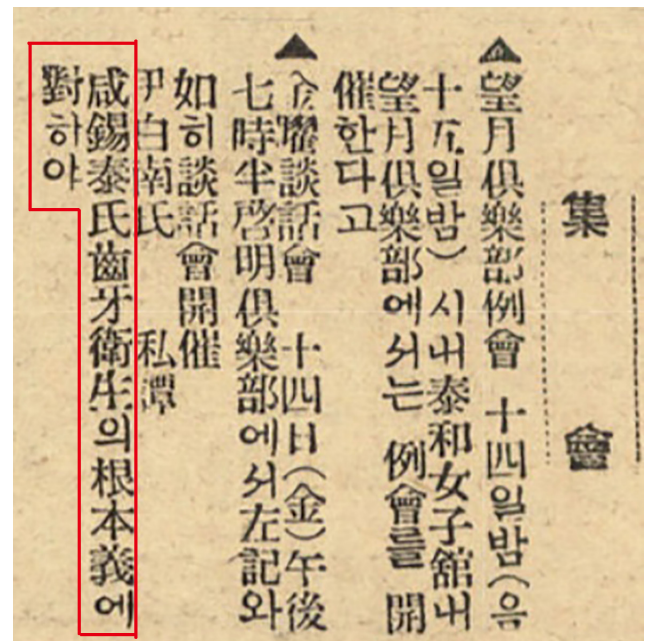 集會
▲望月俱樂部例會 十四일밤(음
十五일밤) 시내泰和女子舘내
望月俱樂部에서는 例會를 開
催한다고
▲金曜談話會 十四日(金)午後
七時半啓明俱樂部에서左記와
如히談話會開催
尹白南氏 私譚
咸錫泰氏齒牙衛生의根本義에
對하야